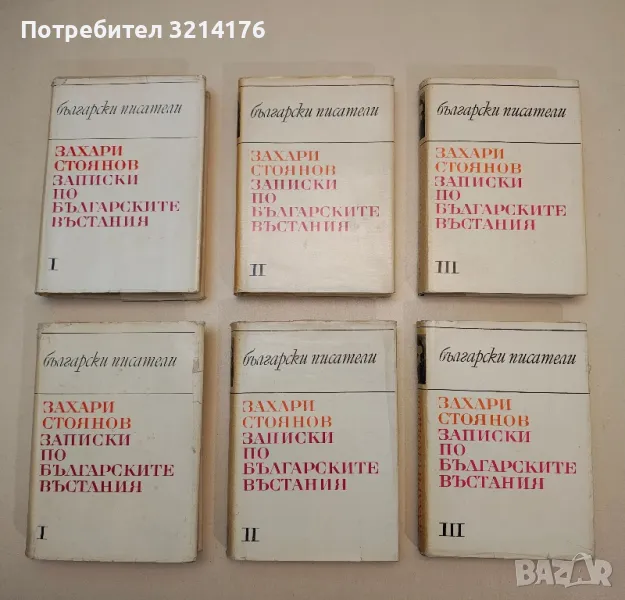 Потребител 3214176
български писатели
ЗАХАРИ
СТОЯНОВ
ЗАПИСКИ
ПО
БЪЛГАРСКИТЕ
ВЪСТАНИЯ
I
български писатели
ЗАХАРИ
СТОЯНОВ
ЗАПИСКИ
ПО
БЪЛГАРСКИТЕ
ВЪСТАНИЯ
II
български писатели
ЗАХАРИ
СТОЯНОВ
ЗАПИСКИ
ПО
БЪЛГАРСКИТЕ
ВЪСТАНИЯ
III
български писатели
ЗАХАРИ
СТОЯНОВ
ЗАПИСКИ
ПО
БЪЛГАРСКИТЕ
ВЪСТАНИЯ
I
български писатели
ЗАХАРИ
СТОЯНОВ
ЗАПИСКИ
ПО
БЪЛГАРСКИТЕ
ВЪСТАНИЯ
II
български писатели
ЗАХАРИ
СТОЯНОВ
ЗАПИСКИ
ПО
БЪЛГАРСКИТЕ
ВЪСТАНИЯ
III
BAZAR